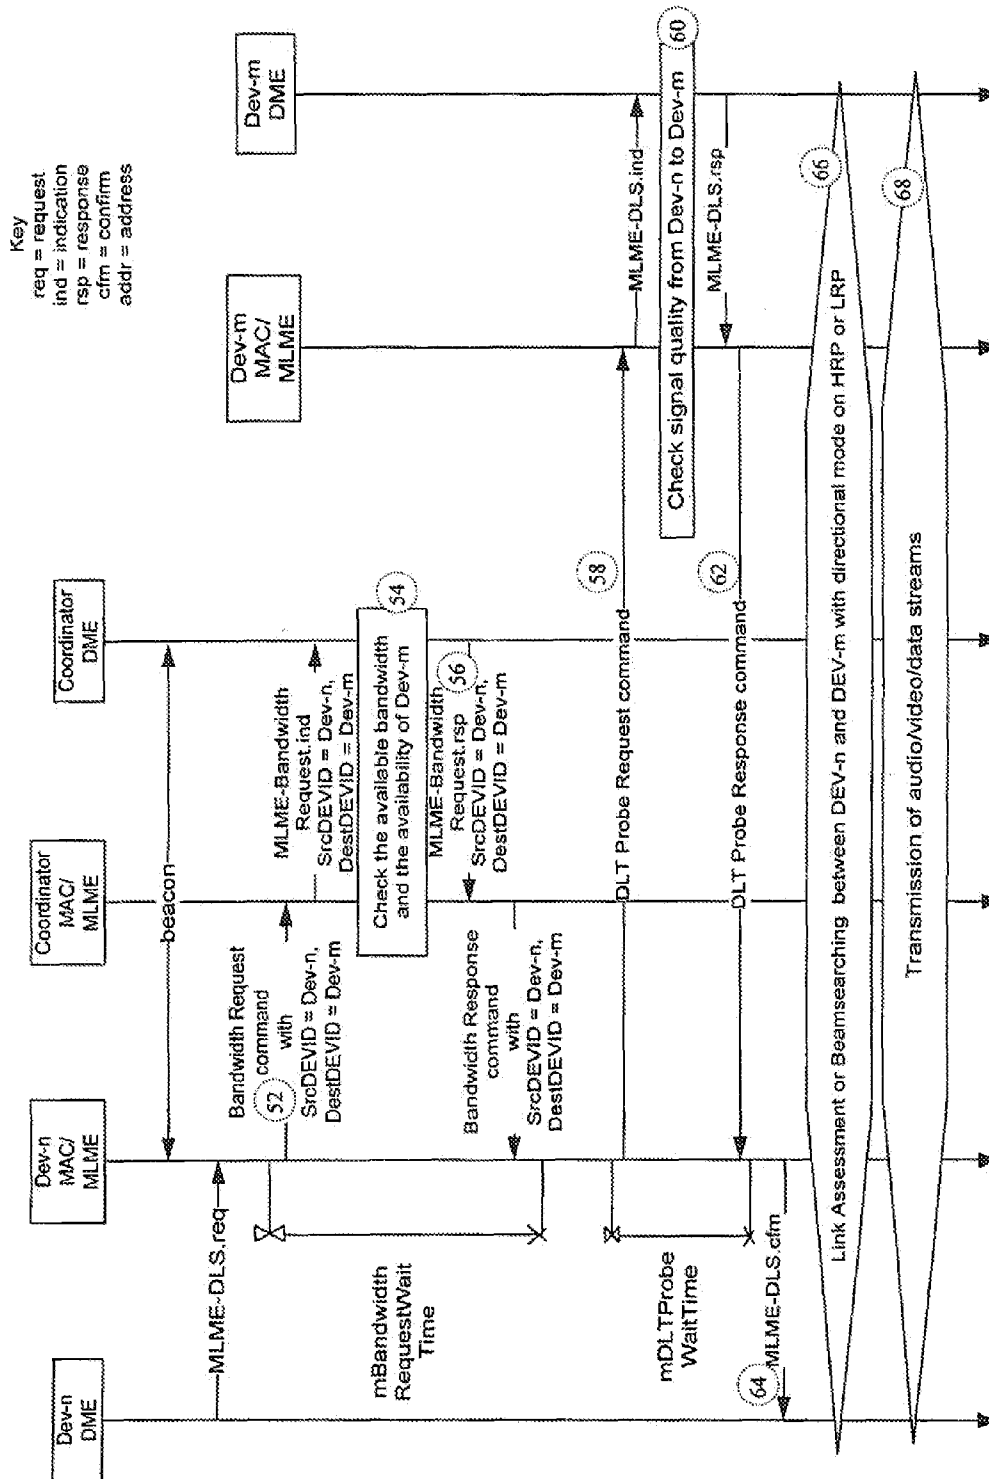 Key
req = request
ind = indication
rsp = response
cfm = confirm
addr = address
Dev-n
DME
Dev-n
MAC/
MLME
Coordinator
MAC/
MLME
Coordinator
DME
Dev-m
MAC/
MLME
Dev-m
DME
beacon
MLME-DLS.req
Bandwidth Request
command
with
52
SrcDEVID = Dev-n,
DestDEVID = Dev-m
MLME-Bandwidth
Request.ind
SrcDEVID = Dev-n,
DestDEVID = Dev-m
mBandwidth
RequestWait
Time
Check the available bandwidth
and the availability of Dev-m
54
MLME-Bandwidth
56
Request.rsp
SrcDEVID = Dev-n,
DestDEVID = Dev-m
Bandwidth Response
command
with
SrcDEVID = Dev-n,
DestDEVID = Dev-m
58
DLT Probe Request command
MLME-DLS.ind
Check signal quality from Dev-n to Dev-m
60
MLME-DLS.rsp
mDLTProbe
WaitTime
62
DLT Probe Response command
64
MLME-DLS.cfm
66
Link Assessment or Beamsearching between DEV-n and DEV-m with directional mode on HRP or LRP
68
Transmission of audio/video/data streams